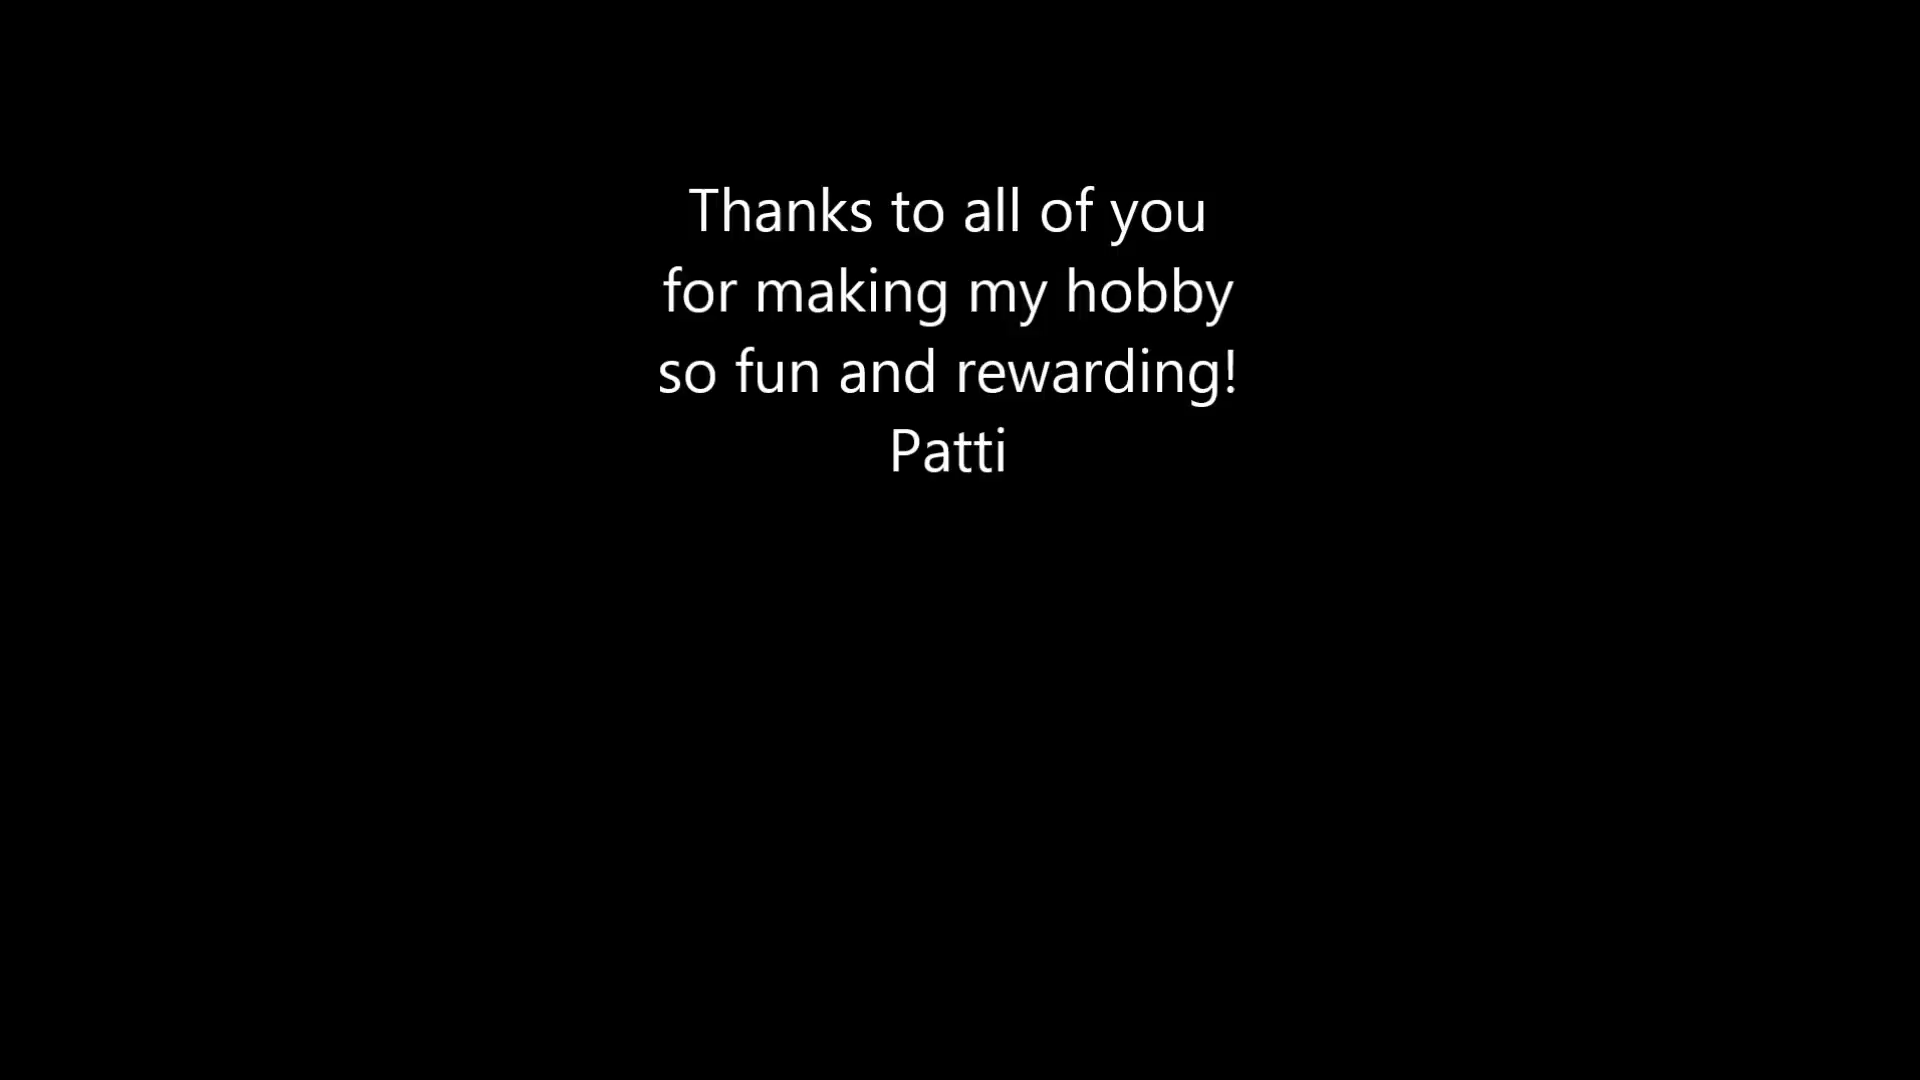 Thanks to all of you
for making my hobby
so fun and rewarding!
Patti